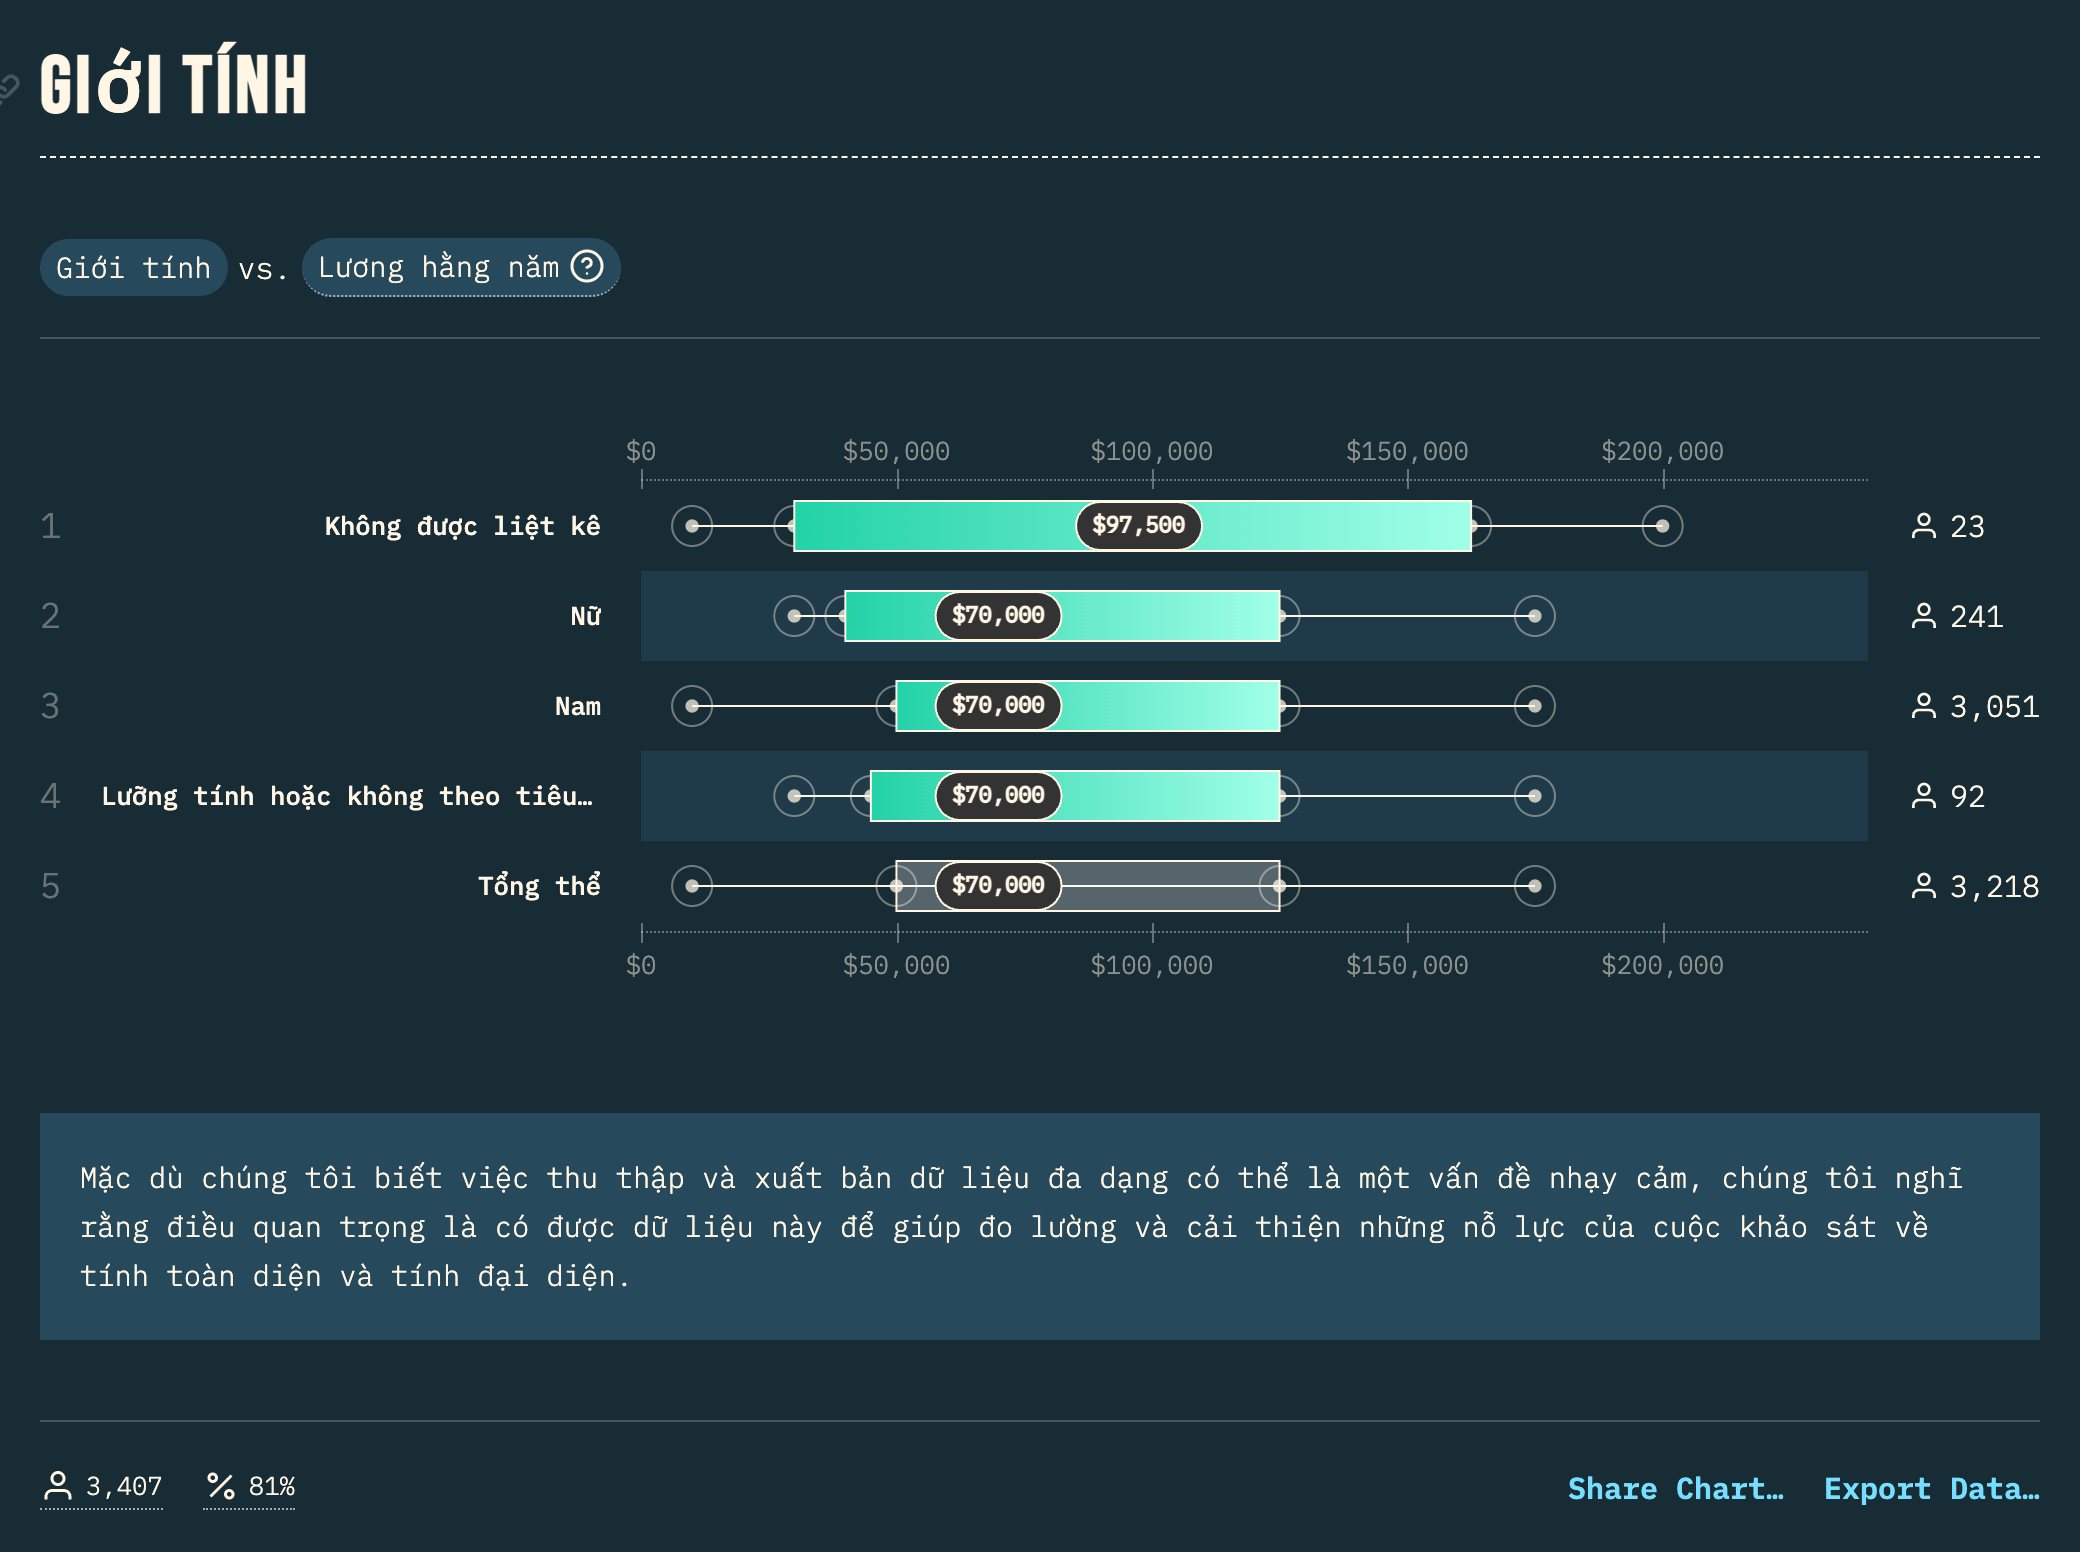 GIỚI TÍNH
Giới tính vs. Lương hằng năm ?
$0 $50,000 $100,000 $150,000 $200,000
1 Không được liệt kê $97,500 23
2 Nữ $70,000 241
3 Nam $70,000 3,051
4 Lưỡng tính hoặc không theo tiêu… $70,000 92
5 Tổng thể $70,000 3,218
$0 $50,000 $100,000 $150,000 $200,000
Mặc dù chúng tôi biết việc thu thập và xuất bản dữ liệu đa dạng có thể là một vấn đề nhạy cảm, chúng tôi nghĩ
rằng điều quan trọng là có được dữ liệu này để giúp đo lường và cải thiện những nỗ lực của cuộc khảo sát về
tính toàn diện và tính đại diện.
3,407 81% Share Chart… Export Data…